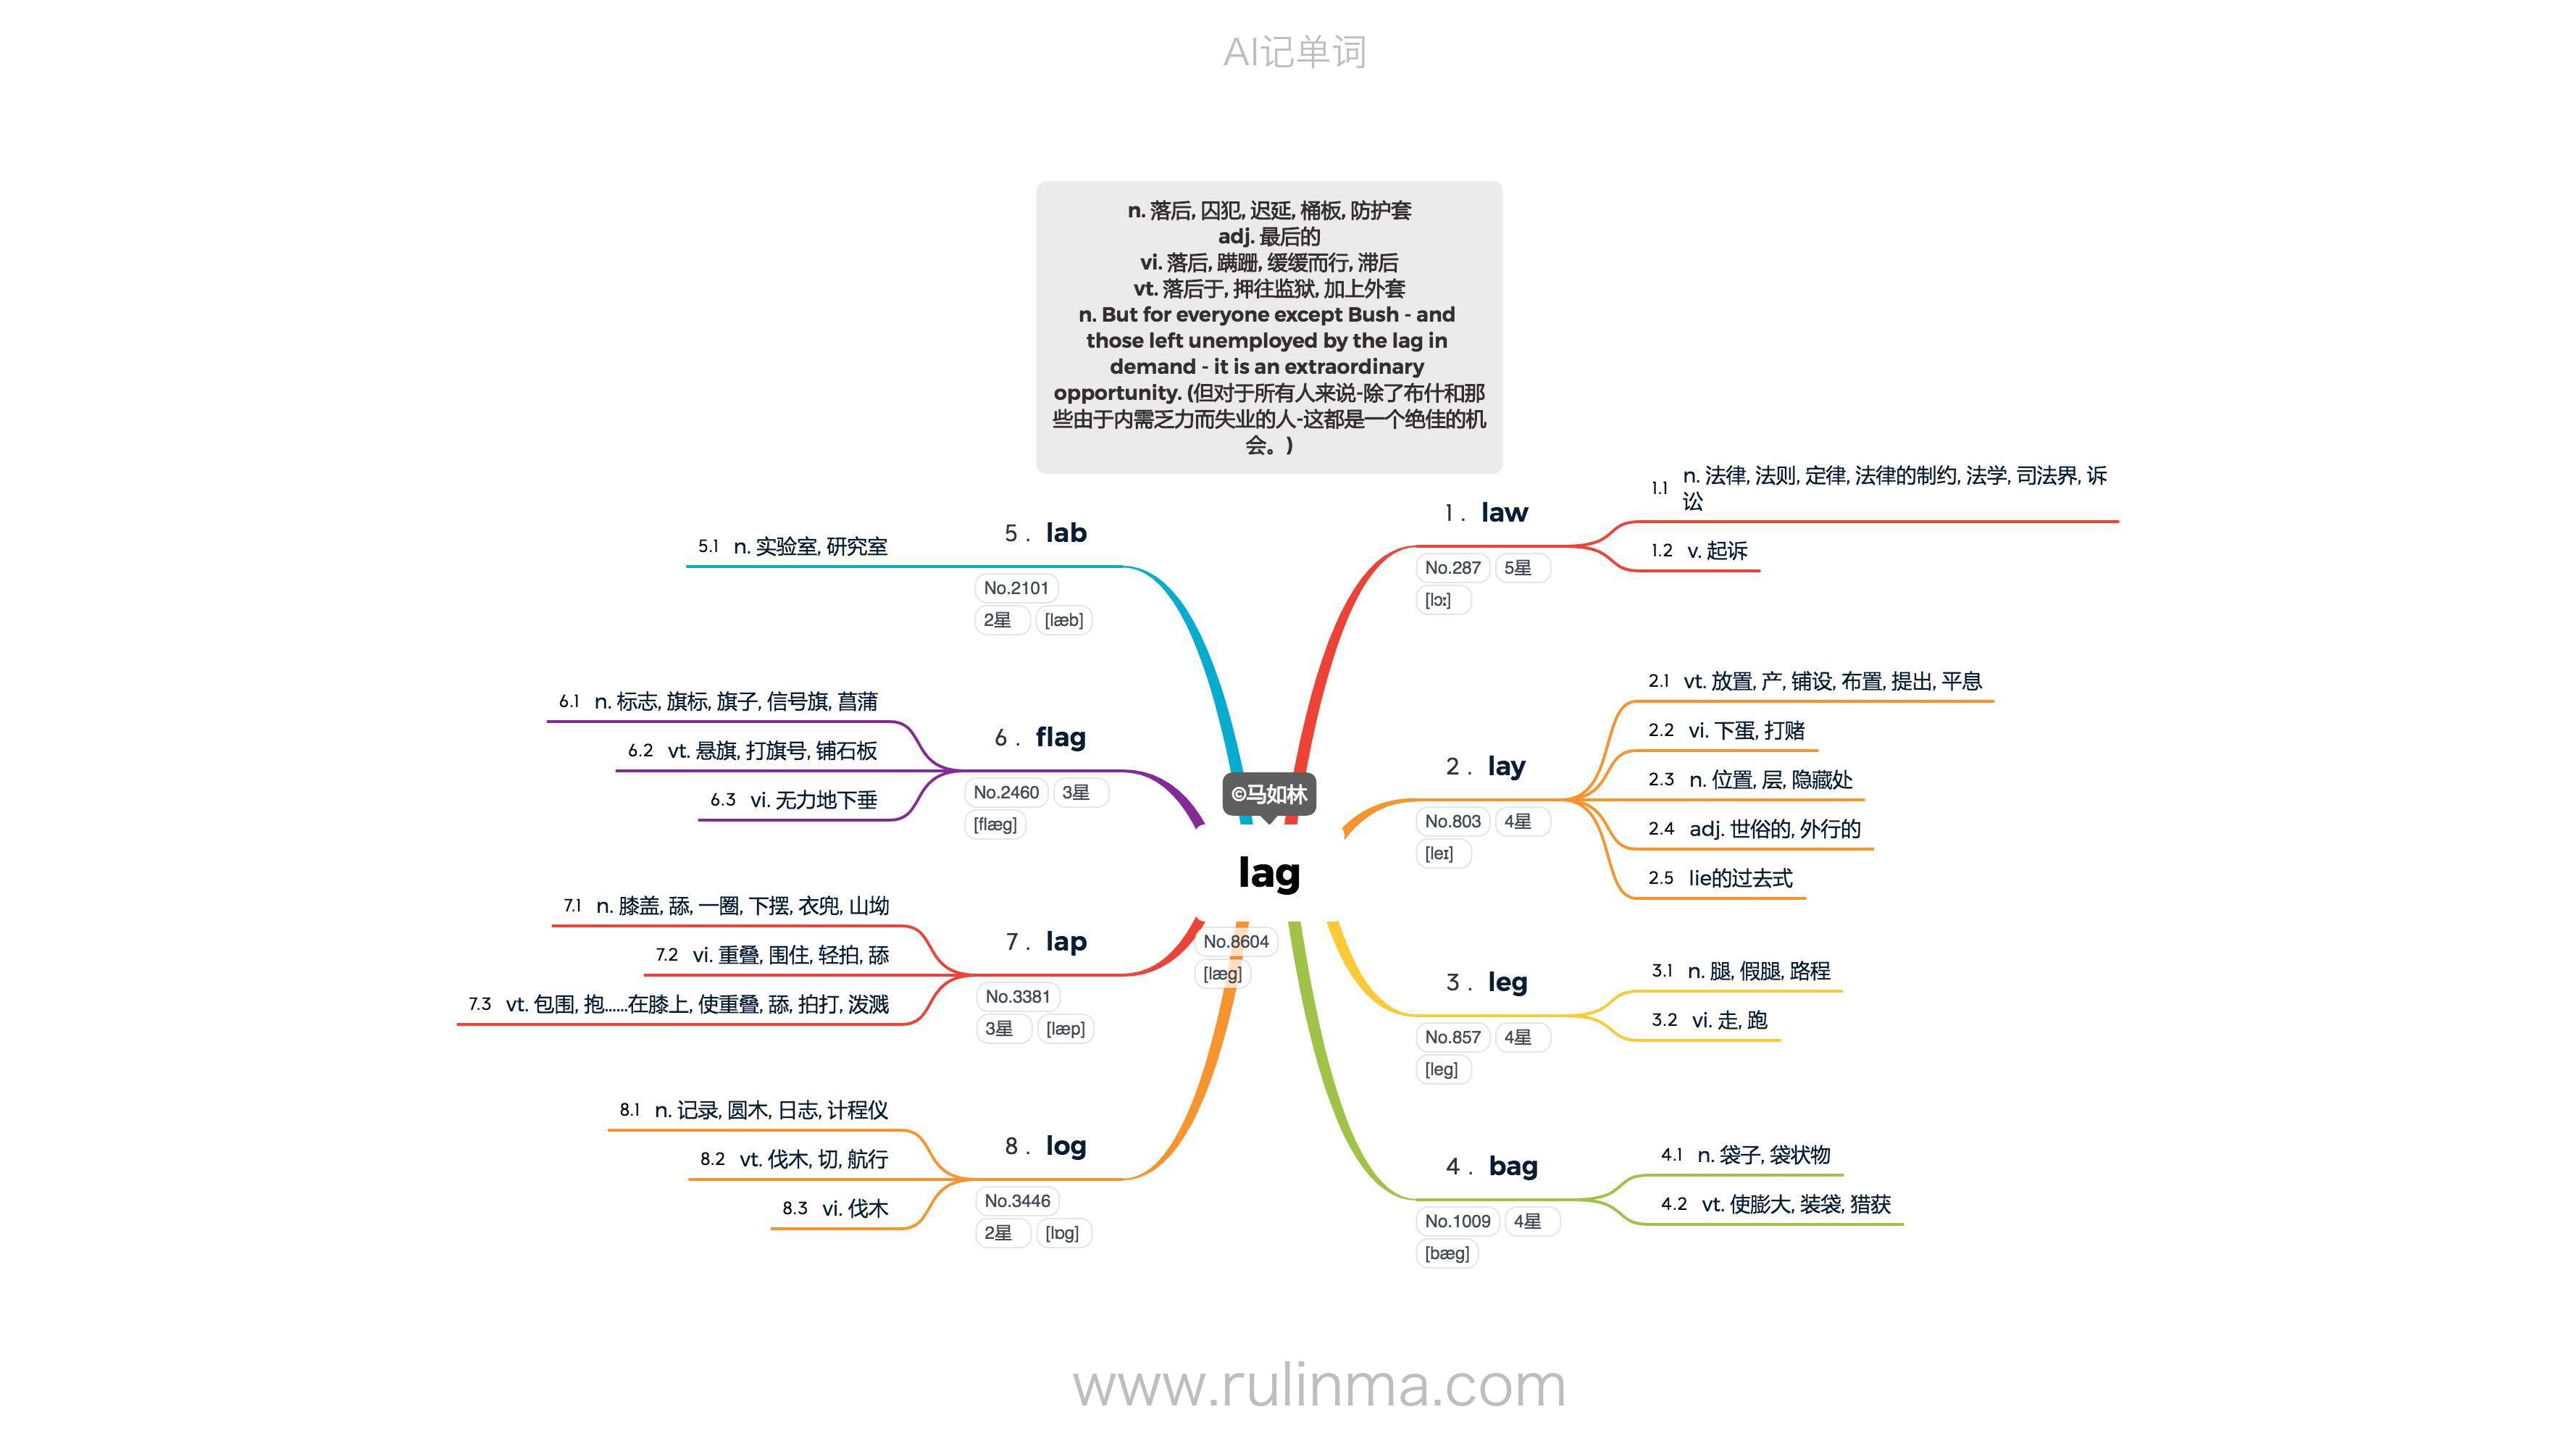 AI记单词
n. 落后, 囚犯, 迟延, 桶板, 防护套
adj. 最后的
vi. 落后, 蹒跚, 缓缓而行, 滞后
vt. 落后于, 押往监狱, 加上外套
n. But for everyone except Bush - and
those left unemployed by the lag in
demand - it is an extraordinary
opportunity. (但对于所有人来说-除了布什和那
些由于内需乏力而失业的人-这都是一个绝佳的机
会。)
©马如林
lag
No.8604
[læg]
1. law
No.287 5星
[lɔː]
1.1 n. 法律, 法则, 定律, 法律的制约, 法学, 司法界, 诉
讼
1.2 v. 起诉
2. lay
No.803 4星
[leɪ]
2.1 vt. 放置, 产, 铺设, 布置, 提出, 平息
2.2 vi. 下蛋, 打赌
2.3 n. 位置, 层, 隐藏处
2.4 adj. 世俗的, 外行的
2.5 lie的过去式
3. leg
No.857 4星
[leg]
3.1 n. 腿, 假腿, 路程
3.2 vi. 走, 跑
4. bag
No.1009 4星
[bæg]
4.1 n. 袋子, 袋状物
4.2 vt. 使膨大, 装袋, 猎获
5. lab
No.2101
2星 [læb]
5.1 n. 实验室, 研究室
6. flag
No.2460 3星
[flæg]
6.1 n. 标志, 旗标, 旗子, 信号旗, 菖蒲
6.2 vt. 悬旗, 打旗号, 铺石板
6.3 vi. 无力地下垂
7. lap
No.3381
3星 [læp]
7.1 n. 膝盖, 舔, 一圈, 下摆, 衣兜, 山坳
7.2 vi. 重叠, 围住, 轻拍, 舔
7.3 vt. 包围, 抱……在膝上, 使重叠, 舔, 拍打, 泼溅
8. log
No.3446
2星 [lɒg]
8.1 n. 记录, 圆木, 日志, 计程仪
8.2 vt. 伐木, 切, 航行
8.3 vi. 伐木
www.rulinma.com